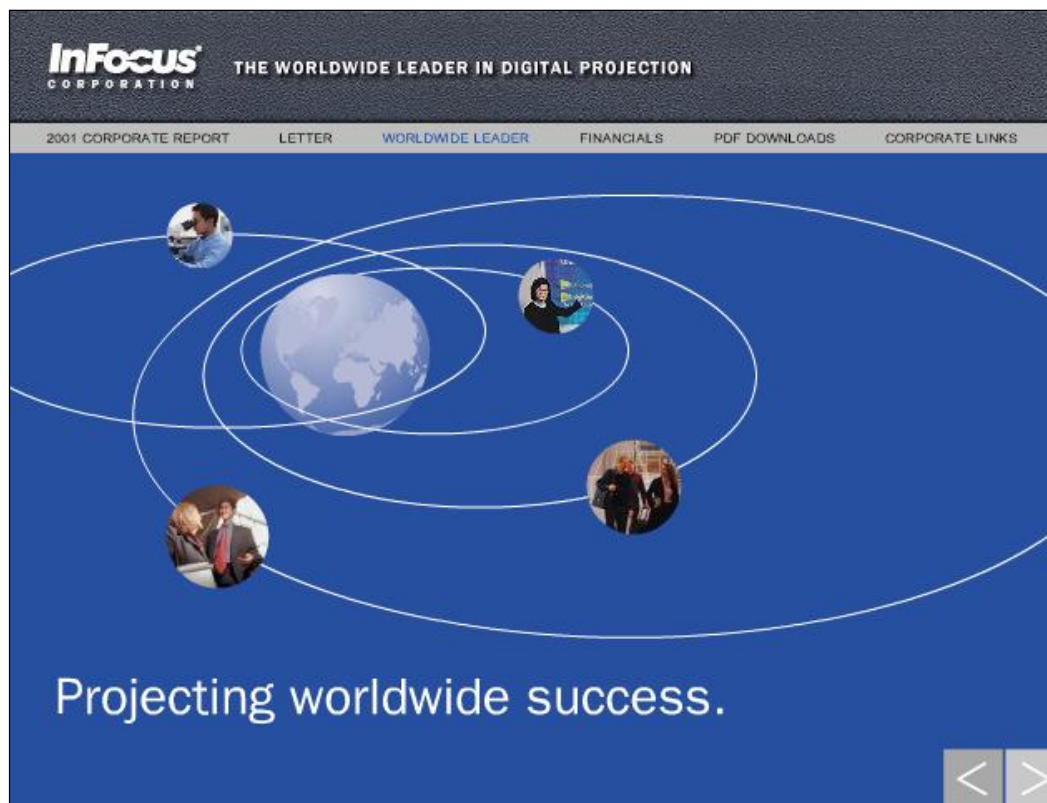 InFocus®
CORPORATION
THE WORLDWIDE LEADER IN DIGITAL PROJECTION
2001 CORPORATE REPORT LETTER WORLDWIDE LEADER FINANCIALS PDF DOWNLOADS CORPORATE LINKS
Projecting worldwide success.
< >